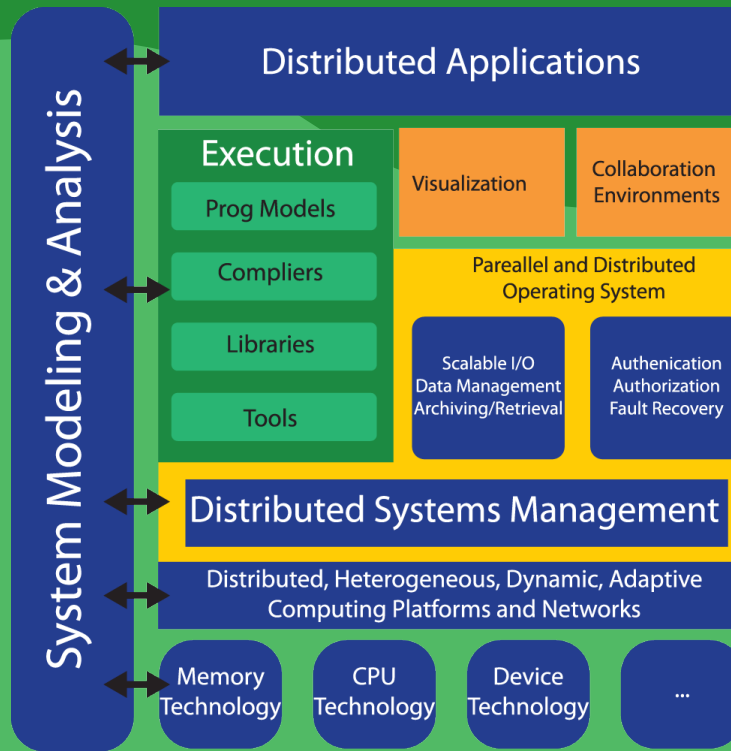 System Modeling & Analysis
Distributed Applications
Execution
Prog Models
Compliers
Libraries
Tools
Visualization
Collaboration
Environments
Pareallel and Distributed
Operating System
Scalable I/O
Data Management
Archiving/Retrieval
Authenication
Authorization
Fault Recovery
Distributed Systems Management
Distributed, Heterogeneous, Dynamic, Adaptive
Computing Platforms and Networks
Memory
Technology
CPU
Technology
Device
Technology
...